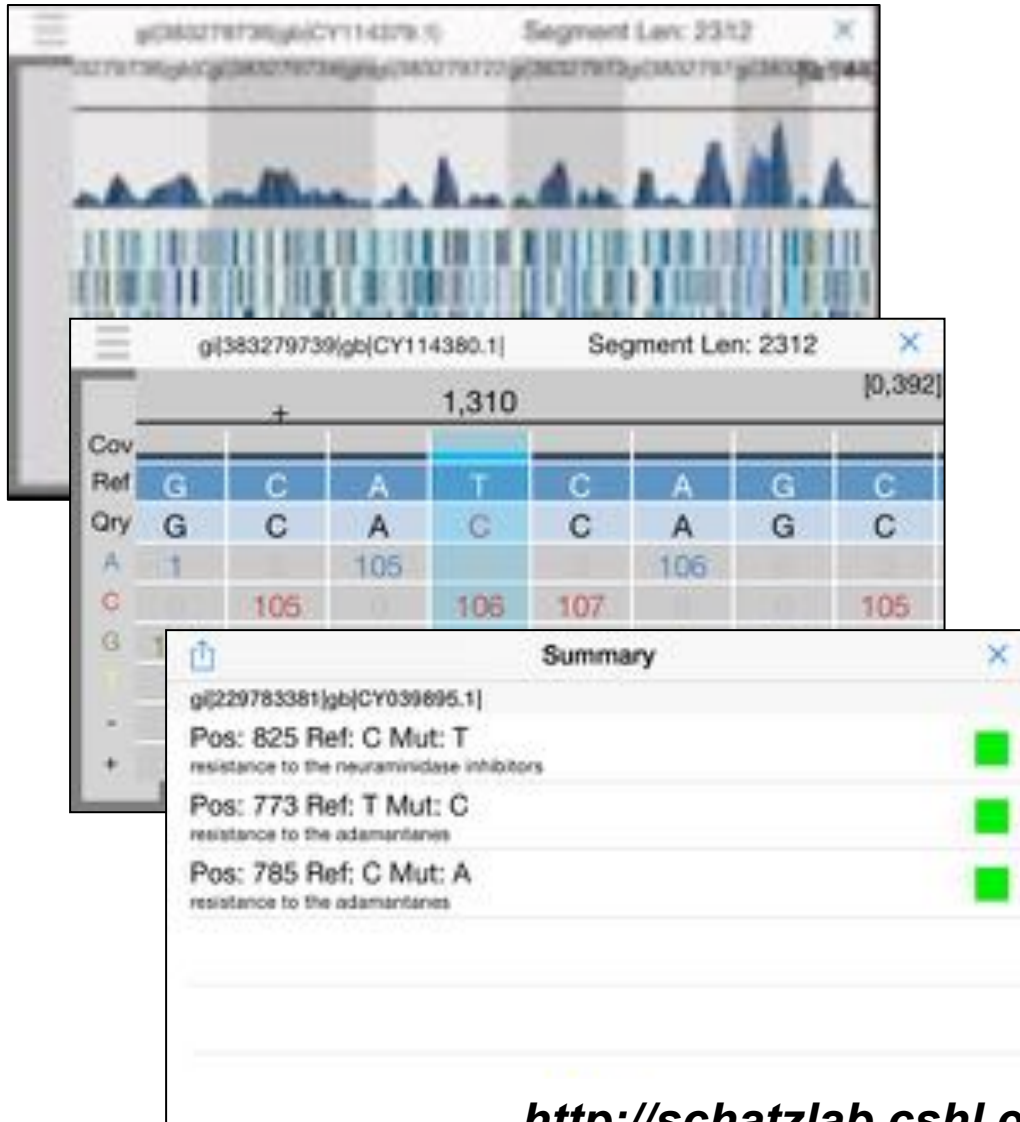 Segment Len: 2312 ×
gi|383279739|gb|CY114380.1| Segment Len: 2312 ×
[0,392]
+ 1,310
Cov
Ref G C A T C A G C
Qry G C A C C A G C
A 1 105 106
C 0 105 0 106 107 105
G
T
-
+
Summary ×
gi|229783381|gb|CY039895.1|
Pos: 825 Ref: C Mut: T
resistance to the neuraminidase inhibitors
Pos: 773 Ref: T Mut: C
resistance to the adamantanes
Pos: 785 Ref: C Mut: A
resistance to the adamantanes